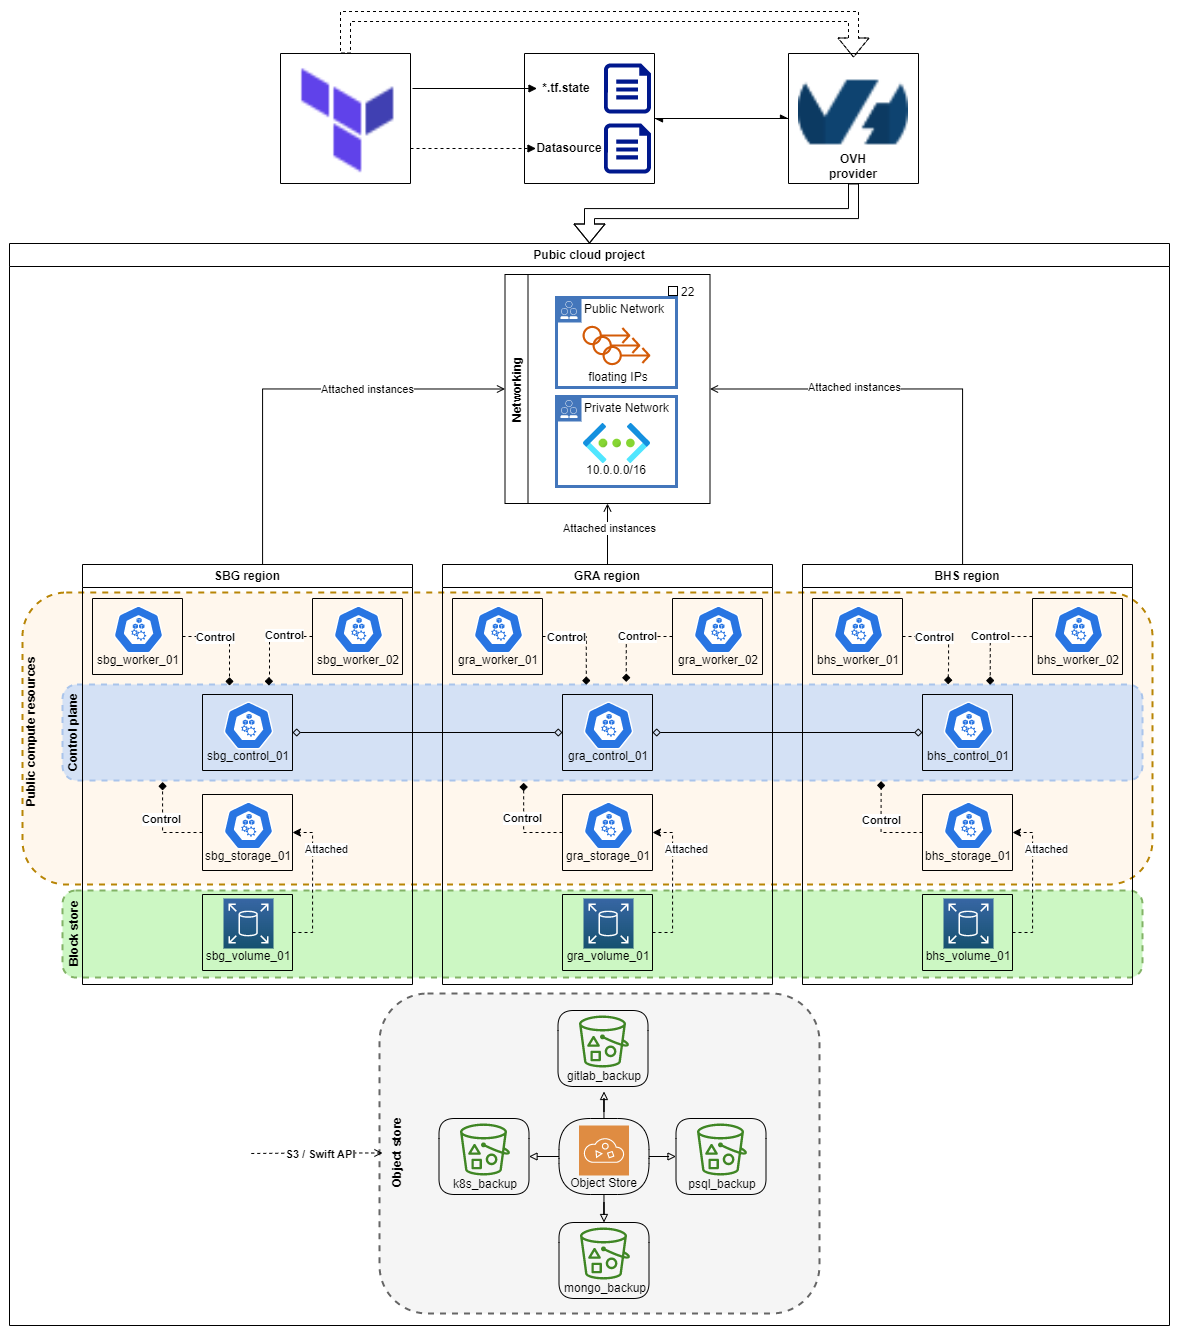 *.tf.state
Datasource
OVH
provider
Pubic cloud project
Networking
22
Public Network
floating IPs
Private Network
10.0.0.0/16
Attached instances
Attached instances
Attached instances
SBG region
GRA region
BHS region
Public compute resources
sbg_worker_01
Control
Control
sbg_worker_02
gra_worker_01
Control
Control
gra_worker_02
bhs_worker_01
Control
Control
bhs_worker_02
Control plane
sbg_control_01
gra_control_01
bhs_control_01
Control
sbg_storage_01
Attached
Control
gra_storage_01
Attached
Control
bhs_storage_01
Attached
Block store
sbg_volume_01
gra_volume_01
bhs_volume_01
Object store
gitlab_backup
S3 / Swift API
k8s_backup
Object Store
psql_backup
mongo_backup